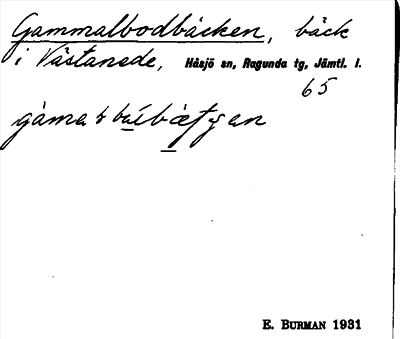 Gammalbodbäcken, bäck
i Västanede, Håsjö sn, Ragunda tg, Jämtl. l.
65
E. BURMAN 1931